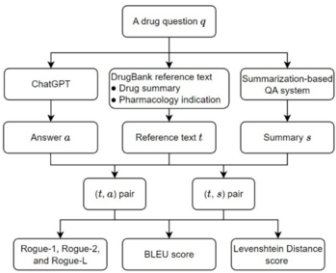 A drug question q
ChatGPT
DrugBank reference text
● Drug summary
● Pharmacology indication
Summarization-based
QA system
Answer a
Reference text t
Summary s
(t, a) pair
(t, s) pair
Rogue-1, Rogue-2,
and Rogue-L
BLEU score
Levenshtein Distance
score